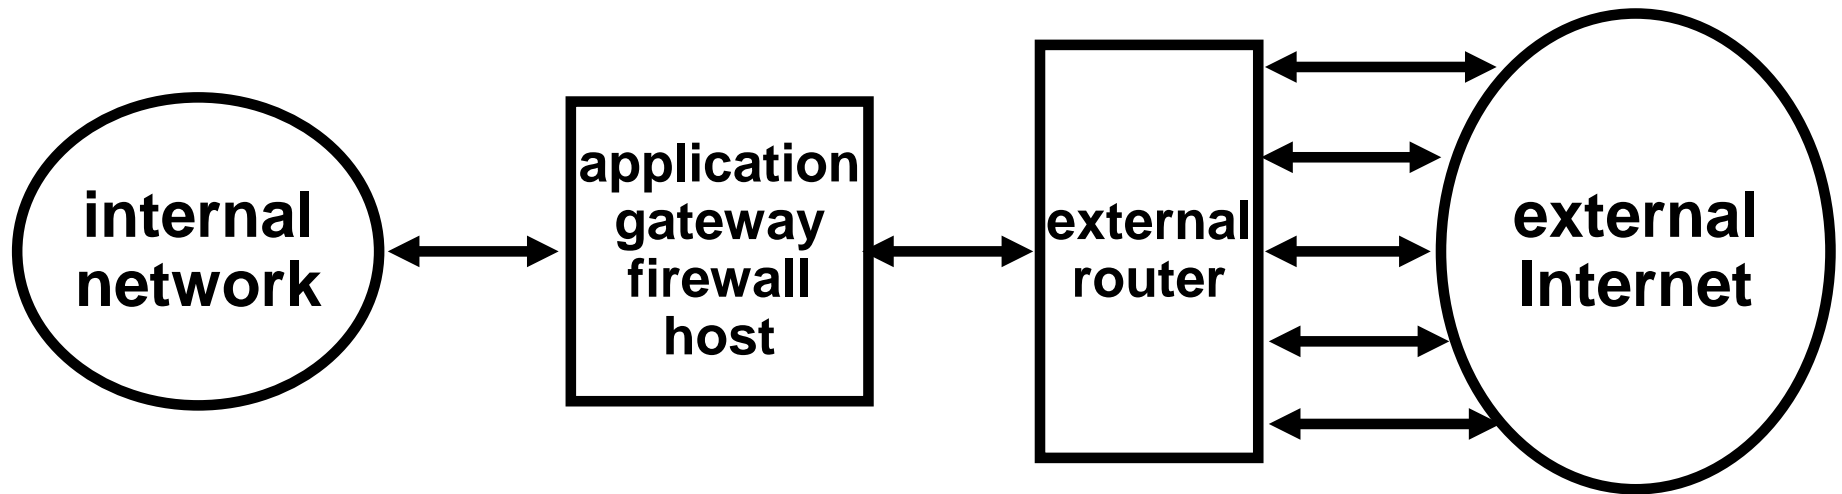 internal
network
application
gateway
firewall
host
external
router
external
Internet